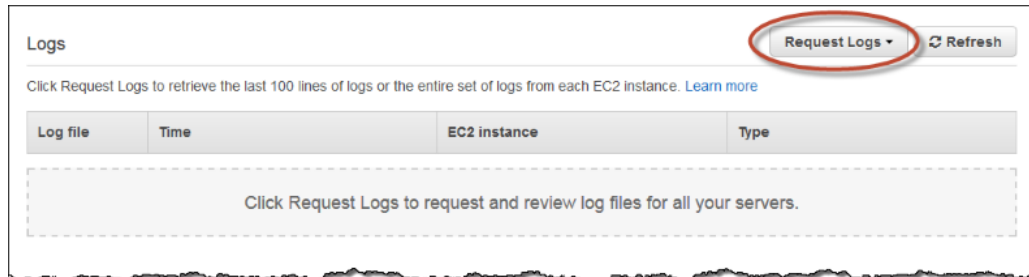 Logs
Request Logs
Refresh
Click Request Logs to retrieve the last 100 lines of logs or the entire set of logs from each EC2 instance. Learn more
Log file Time EC2 instance Type
Click Request Logs to request and review log files for all your servers.